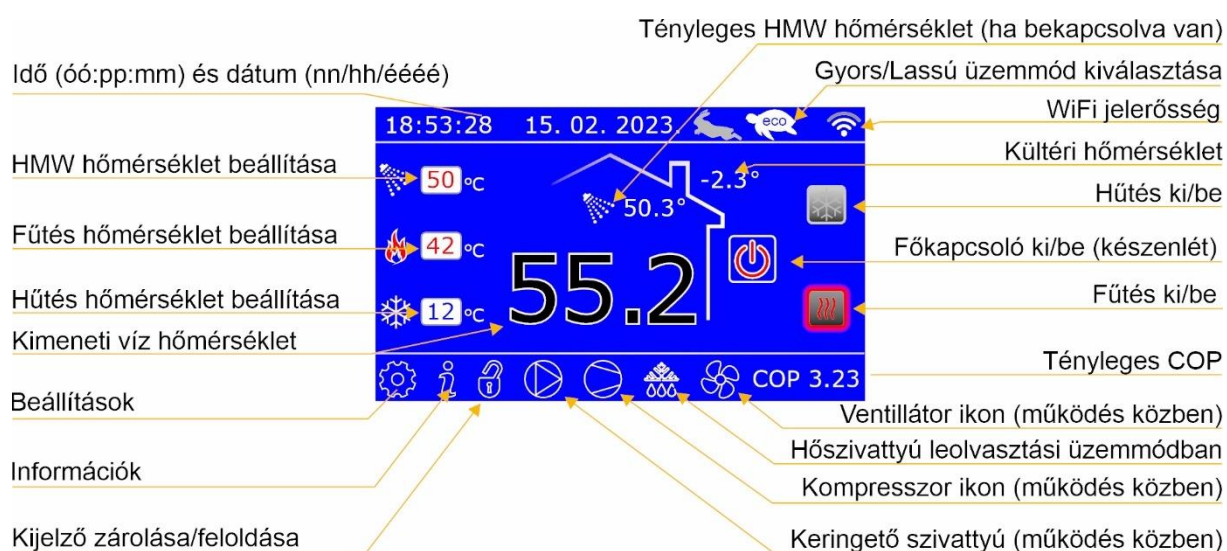 Tényleges HMW hőmérséklet (ha bekapcsolva van)
Idő (óó:pp:mm) és dátum (nn/hh/éééé)
Gyors/Lassú üzemmód kiválasztása
WiFi jelerősség
18:53:28 15. 02. 2023. eco
Kültéri hőmérséklet
HMW hőmérséklet beállítása
50 °C
-2.3°
50.3°
Hűtés ki/be
Fűtés hőmérséklet beállítása
42 °C
Főkapcsoló ki/be (készenlét)
55.2
Hűtés hőmérséklet beállítása
12 °C
Fűtés ki/be
Kimeneti víz hőmérséklet
Tényleges COP
COP 3.23
Beállítások
Ventillátor ikon (működés közben)
Hőszivattyú leolvasztási üzemmódban
Információk
Kompresszor ikon (működés közben)
Kijelző zárolása/feloldása
Keringető szivattyú (működés közben)